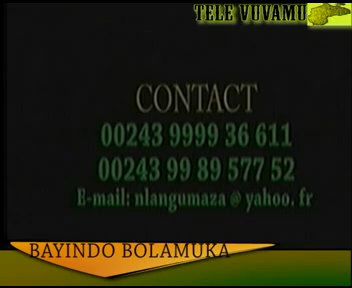 TELE VUVAMU
CONTACT
00243 9999 36 611
00243 99 89 577 52
E-mail: nlangumaza @ yahoo. fr
BAYINDO BOLAMUKA